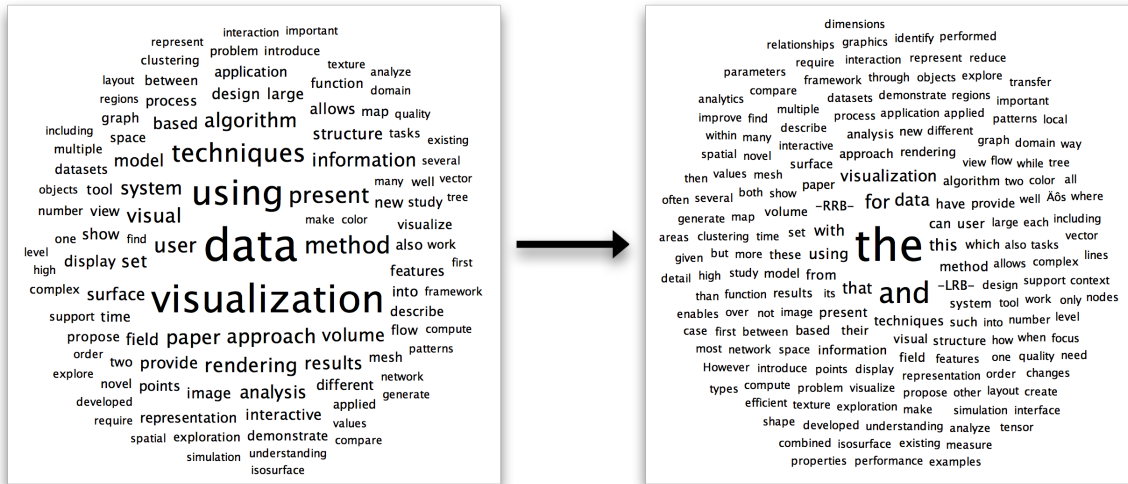 interaction important
represent problem introduce
clustering application texture analyze
layout between function domain
regions process design large allows map quality
graph based algorithm
including space structure tasks existing
multiple model techniques information several
datasets
objects tool system using present many well vector
new study tree
number view visual make color visualize
one show find user data method also work
level
high display set features first
complex surface visualization into framework
support time describe
propose field paper approach volume flow compute
order two provide rendering results mesh patterns
explore novel points image analysis different network
developed applied generate
require representation interactive values
spatial exploration demonstrate compare
simulation understanding
isosurface
dimensions
relationships graphics identify performed
require interaction represent reduce
parameters framework through objects explore transfer
analytics compare datasets demonstrate regions important
improve find multiple process application applied patterns local
within many describe analysis new different graph domain way
spatial novel interactive surface approach rendering view flow while tree
then values mesh paper visualization algorithm two color all
often several both show -RRB- for data have provide well Äôs where
generate map volume can user large each including
areas clustering time set with the this which also tasks vector
given but more these using method allows complex lines
detail high study model from that and -LRB- design support context
than function results its system tool work only nodes
enables over not image present techniques such into number level
case first between based their visual structure how when focus
most network space information field features one quality need
However introduce points display representation order changes
types compute problem visualize propose other layout create
efficient texture exploration make simulation interface
shape developed understanding analyze tensor
combined isosurface existing measure
properties performance examples